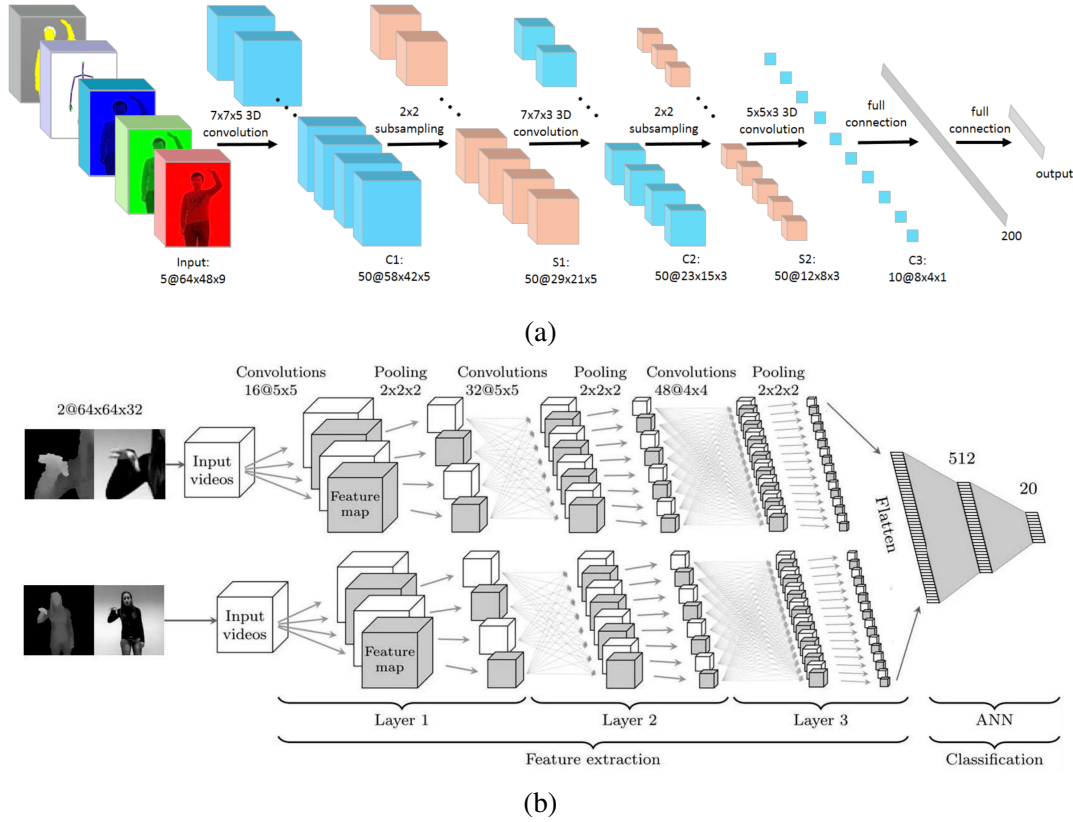 7x7x5 3D
convolution
2x2
subsampling
7x7x3 3D
convolution
2x2
subsampling
5x5x3 3D
convolution
full
connection
full
connection
output
200
Input:
5@64x48x9
C1:
50@58x42x5
S1:
50@29x21x5
C2:
50@23x15x3
S2:
50@12x8x3
C3:
10@8x4x1
(a)
Convolutions
16@5x5
Pooling
2x2x2
Convolutions
32@5x5
Pooling
2x2x2
Convolutions
48@4x4
Pooling
2x2x2
2@64x64x32
Input
videos
Feature
map
Flatten
512
20
Input
videos
Feature
map
Layer 1
Layer 2
Layer 3
ANN
Feature extraction
Classification
(b)